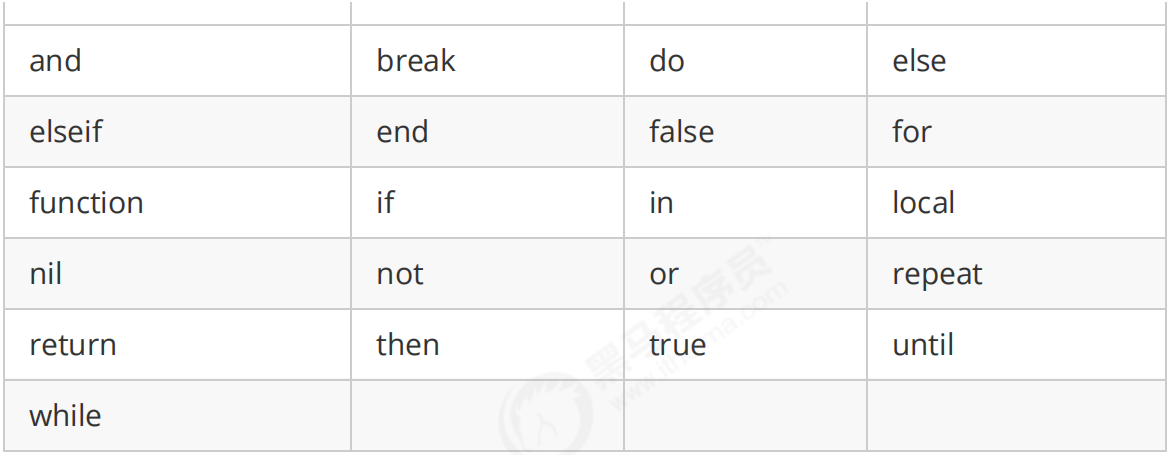 and break do else
elseif end false for
function if in local
nil not or repeat
return then true until
while
黑马程序员
www.itheima.com